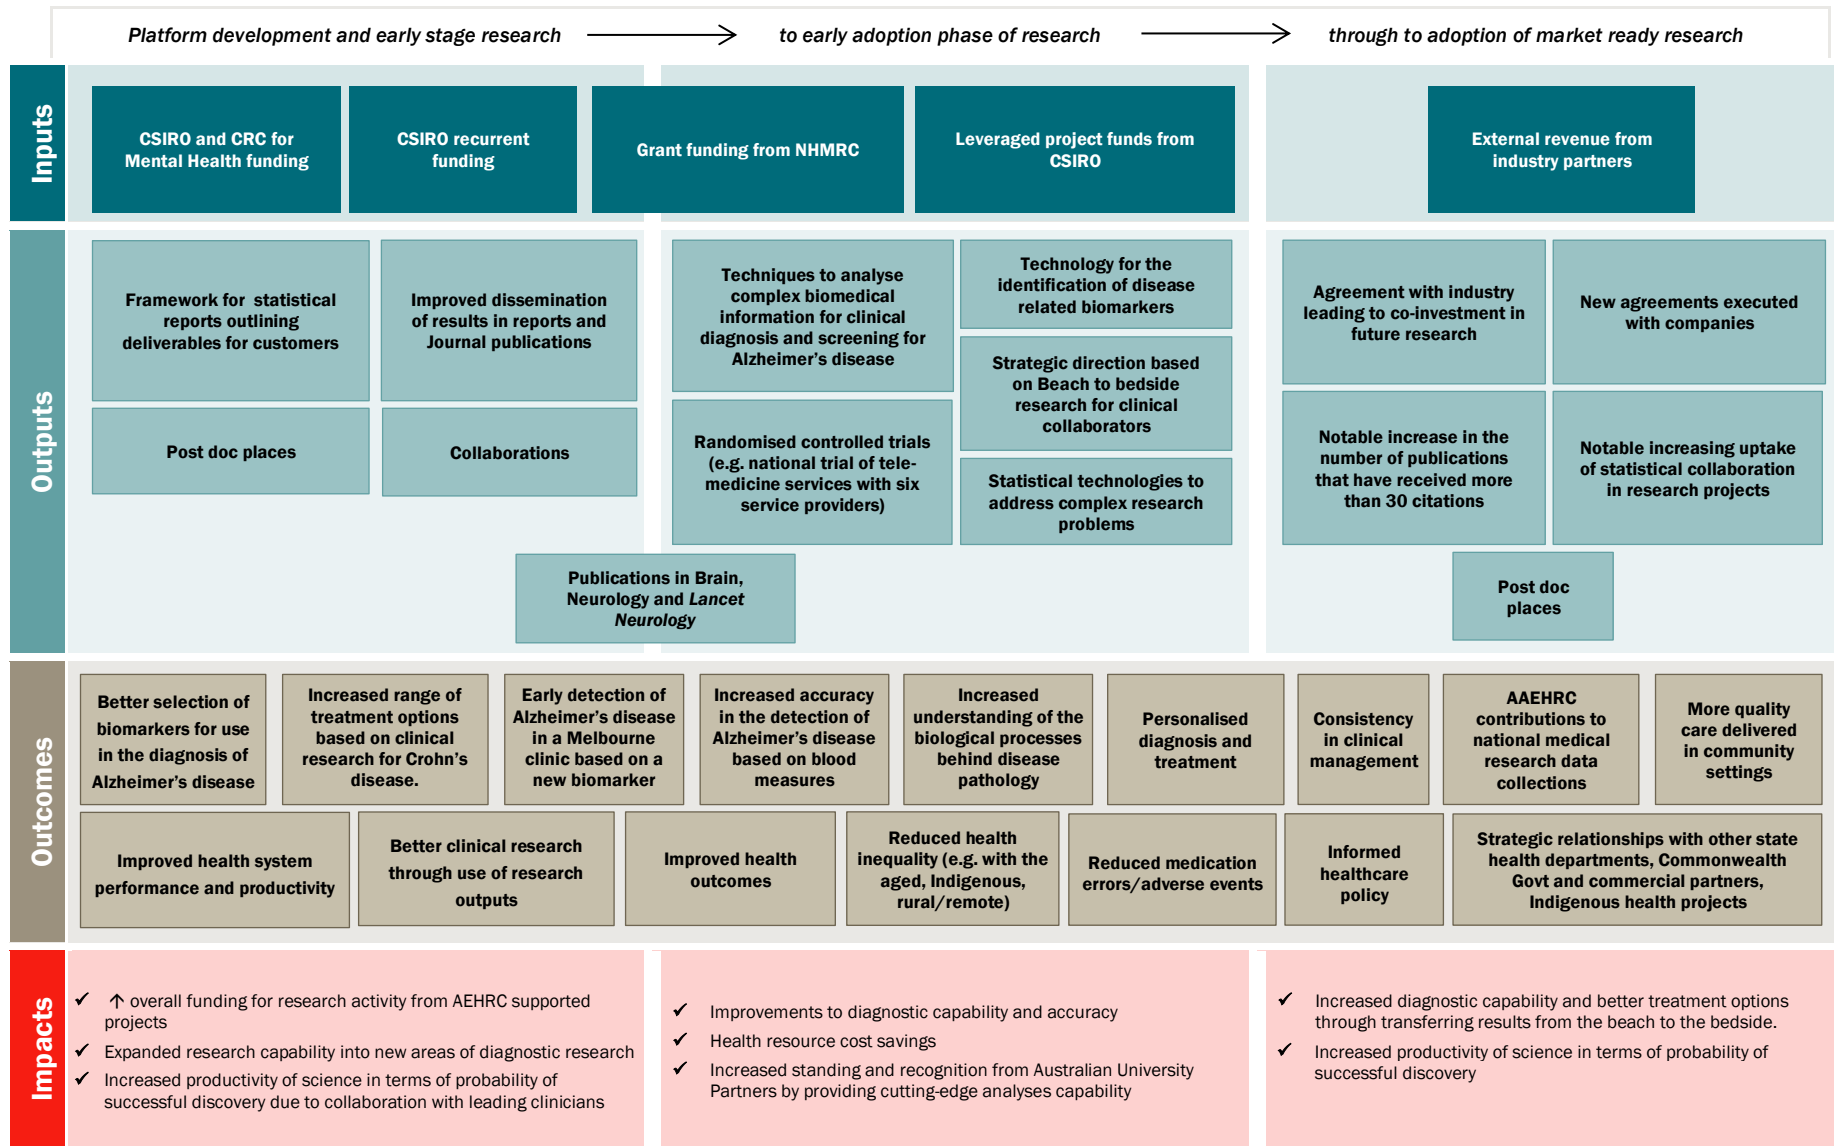 Platform development and early stage research
to early adoption phase of research
through to adoption of market ready research
Inputs
CSIRO and CRC for
Mental Health funding
CSIRO recurrent
funding
Grant funding from NHMRC
Leveraged project funds from
CSIRO
External revenue from
industry partners
Outputs
Framework for statistical
reports outlining
deliverables for customers
Improved dissemination
of results in reports and
Journal publications
Post doc places
Collaborations
Techniques to analyse
complex biomedical
information for clinical
diagnosis and screening for
Alzheimer's disease
Randomised controlled trials
(e.g. national trial of tele-
medicine services with six
service providers)
Technology for the
identification of disease
related biomarkers
Strategic direction based
on Beach to bedside
research for clinical
collaborators
Statistical technologies to
address complex research
problems
Publications in Brain,
Neurology and Lancet
Neurology
Agreement with industry
leading to co-investment in
future research
New agreements executed
with companies
Notable increase in the
number of publications
that have received more
than 30 citations
Notable increasing uptake
of statistical collaboration
in research projects
Post doc
places
Outcomes
Better selection of
biomarkers for use
in the diagnosis of
Alzheimer's disease
Increased range of
treatment options
based on clinical
research for Crohn's
disease.
Early detection of
Alzheimer's disease
in a Melbourne
clinic based on a
new biomarker
Increased accuracy
in the detection of
Alzheimer's disease
based on blood
measures
Increased
understanding of the
biological processes
behind disease
pathology
Personalised
diagnosis and
treatment
Consistency
in clinical
management
AAEHRC
contributions to
national medical
research data
collections
More quality
care delivered
in community
settings
Improved health system
performance and productivity
Better clinical research
through use of research
outputs
Improved health
outcomes
Reduced health
inequality (e.g. with the
aged, Indigenous,
rural/remote)
Reduced medication
errors/adverse events
Informed
healthcare
policy
Strategic relationships with other state
health departments, Commonwealth
Govt and commercial partners,
Indigenous health projects
Impacts
✓ ↑ overall funding for research activity from AEHRC supported
projects
✓ Expanded research capability into new areas of diagnostic research
✓ Increased productivity of science in terms of probability of
successful discovery due to collaboration with leading clinicians
✓ Improvements to diagnostic capability and accuracy
✓ Health resource cost savings
✓ Increased standing and recognition from Australian University
Partners by providing cutting-edge analyses capability
✓ Increased diagnostic capability and better treatment options
through transferring results from the beach to the bedside.
✓ Increased productivity of science in terms of probability of
successful discovery